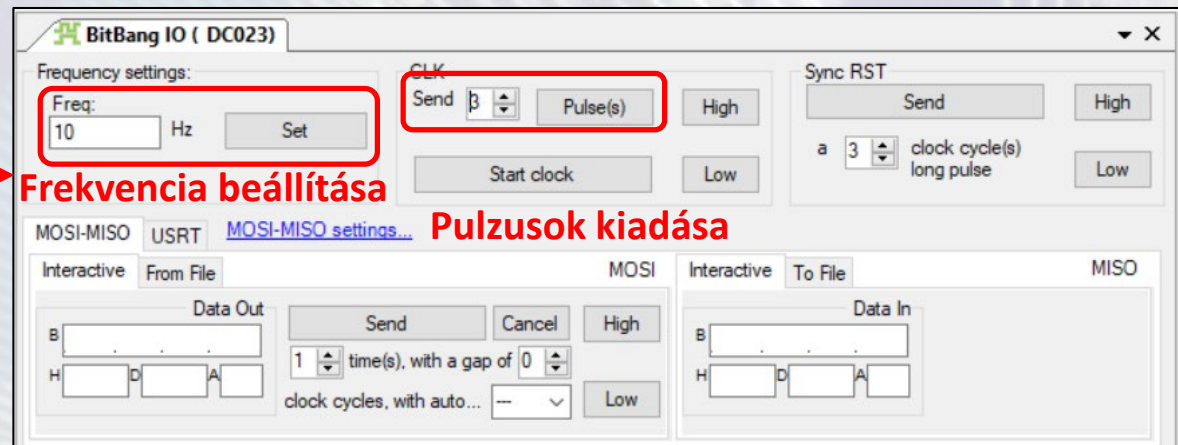 BitBang IO ( DC023)
Frequency settings:
Freq:
10 Hz Set
Frekvencia beállítása
CLK
Send 3 Pulse(s) High
Start clock Low
Pulzusok kiadása
Sync RST
Send High
a 3 clock cycle(s)
long pulse
Low
MOSI-MISO USRT MOSI-MISO settings...
Interactive From File MOSI
Data Out
B . . . .
H D A
Send Cancel High
1 time(s), with a gap of 0
clock cycles, with auto... --- Low
Interactive To File MISO
Data In
B . . . .
H D A